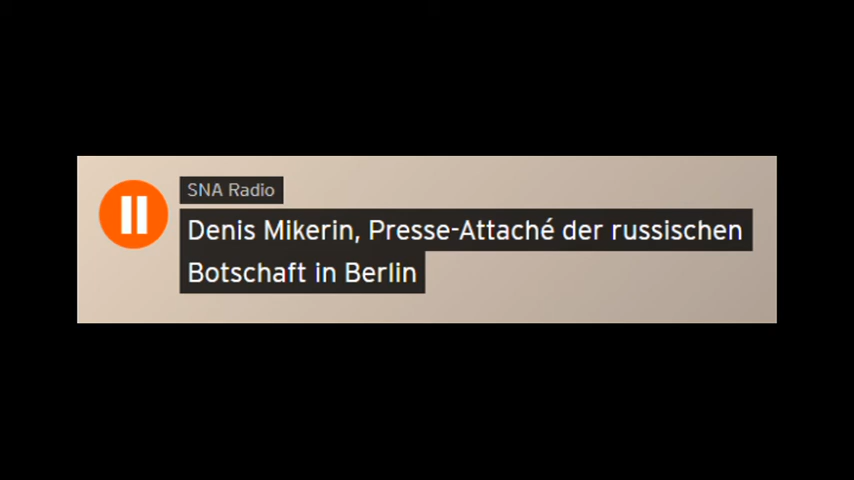 SNA Radio
Denis Mikerin, Presse-Attaché der russischen
Botschaft in Berlin